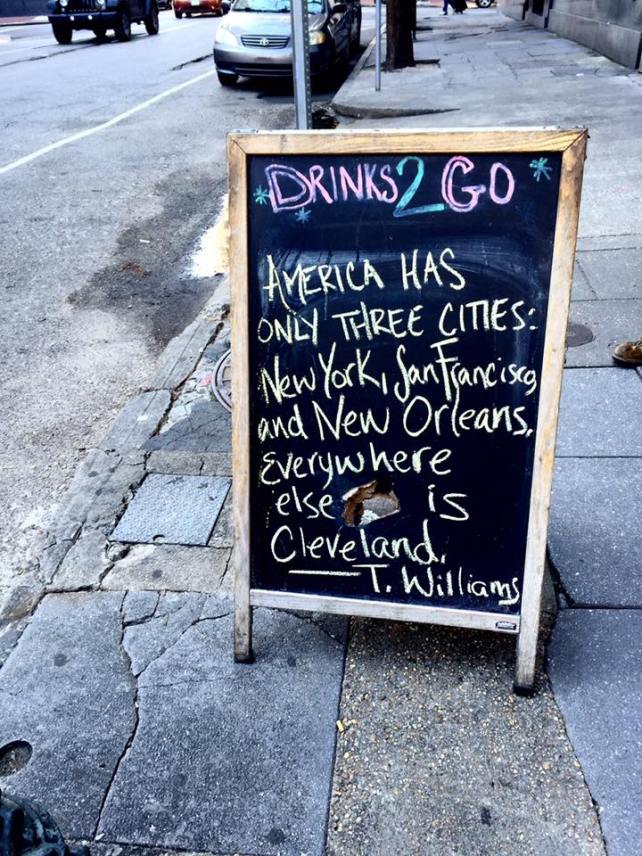 DRINKS 2 GO
AMERICA HAS
ONLY THREE CITIES:
New York, San Francisco,
and New Orleans.
Everywhere
else is
Cleveland.
— T. Williams